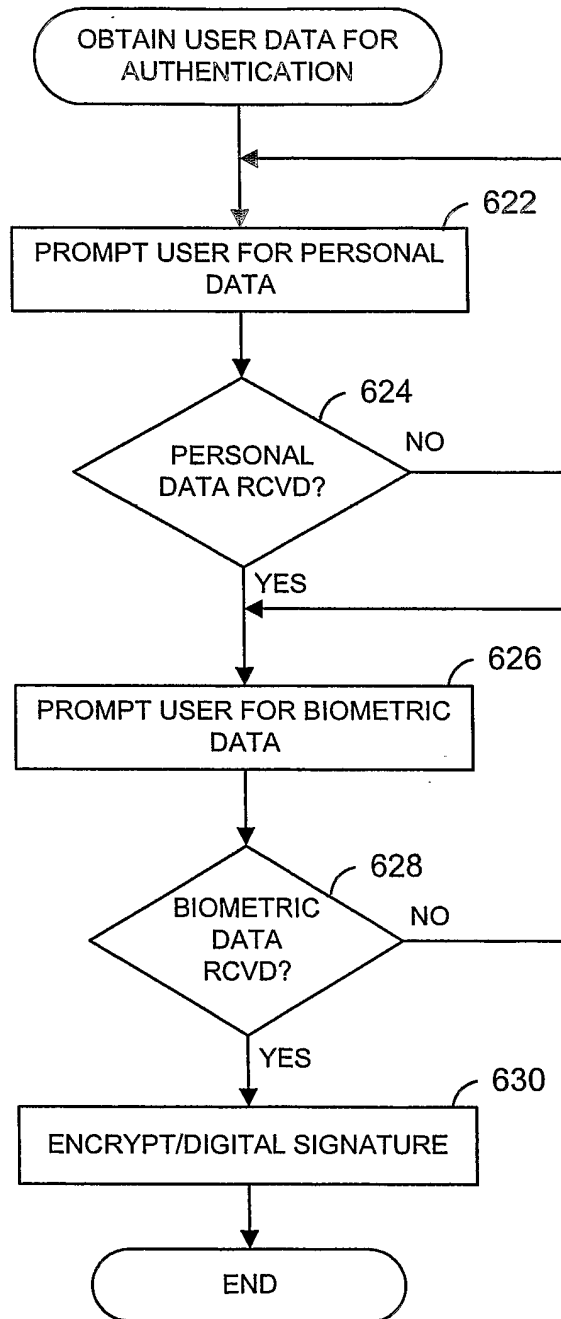 OBTAIN USER DATA FOR
AUTHENTICATION
622
PROMPT USER FOR PERSONAL
DATA
624
PERSONAL
DATA RCVD?
NO
YES
626
PROMPT USER FOR BIOMETRIC
DATA
628
BIOMETRIC
DATA
RCVD?
NO
YES
630
ENCRYPT/DIGITAL SIGNATURE
END